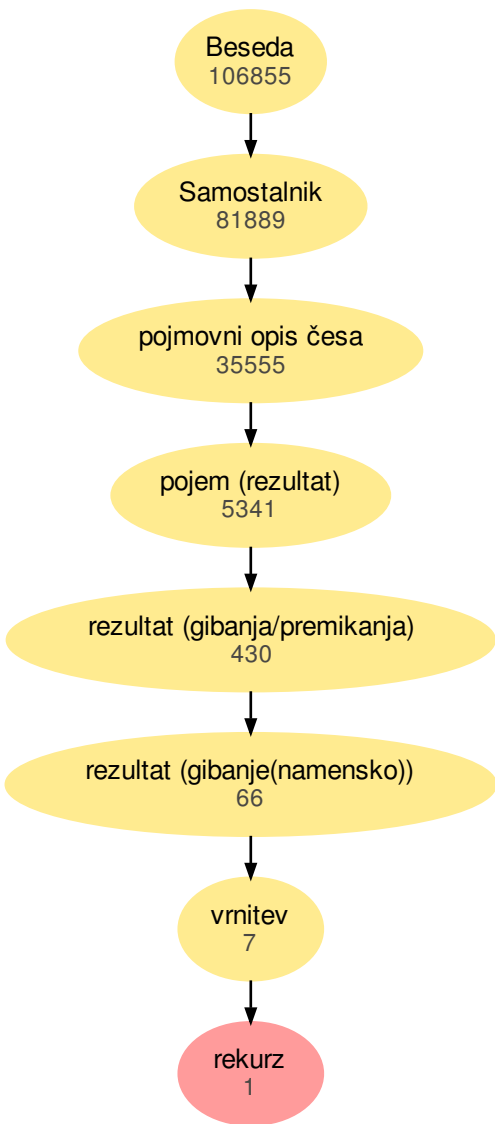 Beseda
106855
Samostalnik
81889
pojmovni opis česa
35555
pojem (rezultat)
5341
rezultat (gibanja/premikanja)
430
rezultat (gibanje(namensko))
66
vrnitev
7
rekurz
1